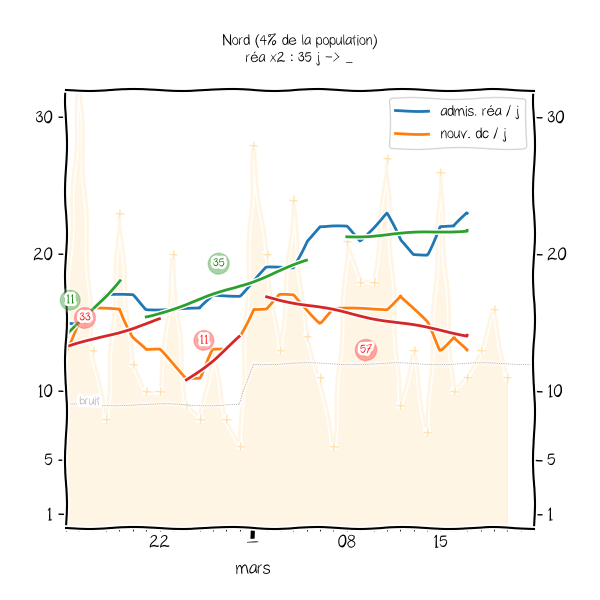 Nord (4% de la population)
réa x2 : 35 j -> _
admis. réa / j
nouv. dc / j
30 30
20 20
10 10
5 5
1 1
11
33
35
11
57
bruit
22 _ 08 15
mars